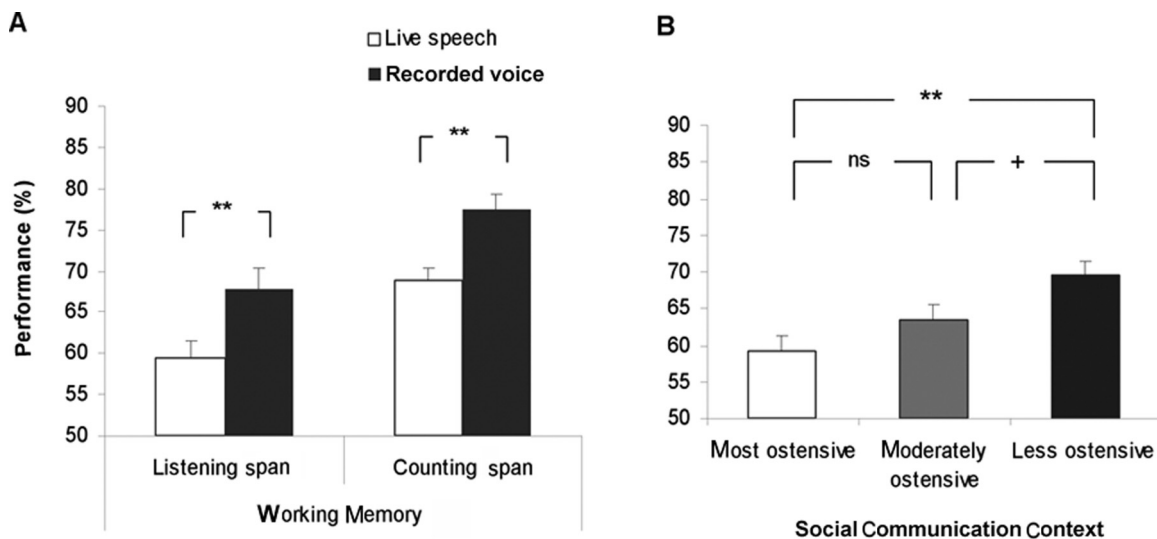 A
Live speech
Recorded voice
Performance (%)
90
85
80
75
70
65
60
55
50
**
**
Listening span
Counting span
Working Memory
B
**
ns
+
90
85
80
75
70
65
60
55
50
Most ostensive
Moderately
ostensive
Less ostensive
Social Communication Context